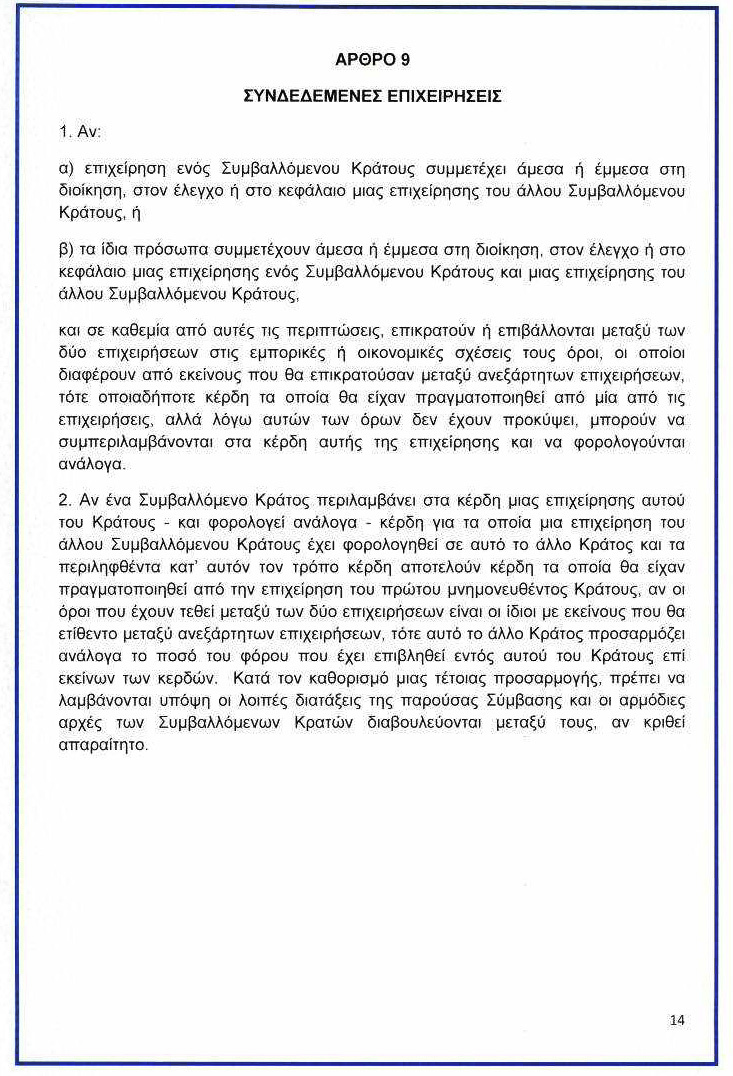 ΑΡΘΡΟ 9
ΣΥΝΔΕΔΕΜΕΝΕΣ ΕΠΙΧΕΙΡΗΣΕΙΣ
1. Αν:
α) επιχείρηση ενός Συμβαλλόμενου Κράτους συμμετέχει άμεσα ή έμμεσα στη
διοίκηση, στον έλεγχο ή στο κεφάλαιο μιας επιχείρησης του άλλου Συμβαλλόμενου
Κράτους, ή
β) τα ίδια πρόσωπα συμμετέχουν άμεσα ή έμμεσα στη διοίκηση, στον έλεγχο ή στο
κεφάλαιο μιας επιχείρησης ενός Συμβαλλόμενου Κράτους και μιας επιχείρησης του
άλλου Συμβαλλόμενου Κράτους,
και σε καθεμία από αυτές τις περιπτώσεις, επικρατούν ή επιβάλλονται μεταξύ των
δύο επιχειρήσεων στις εμπορικές ή οικονομικές σχέσεις τους όροι, οι οποίοι
διαφέρουν από εκείνους που θα επικρατούσαν μεταξύ ανεξάρτητων επιχειρήσεων,
τότε οποιαδήποτε κέρδη τα οποία θα είχαν πραγματοποιηθεί από μία από τις
επιχειρήσεις, αλλά λόγω αυτών των όρων δεν έχουν προκύψει, μπορούν να
συμπεριλαμβάνονται στα κέρδη αυτής της επιχείρησης και να φορολογούνται
ανάλογα.
2. Αν ένα Συμβαλλόμενο Κράτος περιλαμβάνει στα κέρδη μιας επιχείρησης αυτού
του Κράτους - και φορολογεί ανάλογα - κέρδη για τα οποία μια επιχείρηση του
άλλου Συμβαλλόμενου Κράτους έχει φορολογηθεί σε αυτό το άλλο Κράτος και τα
περιληφθέντα κατ' αυτόν τον τρόπο κέρδη αποτελούν κέρδη τα οποία θα είχαν
πραγματοποιηθεί από την επιχείρηση του πρώτου μνημονευθέντος Κράτους, αν οι
όροι που έχουν τεθεί μεταξύ των δύο επιχειρήσεων είναι οι ίδιοι με εκείνους που θα
ετίθεντο μεταξύ ανεξάρτητων επιχειρήσεων, τότε αυτό το άλλο Κράτος προσαρμόζει
ανάλογα το ποσό του φόρου που έχει επιβληθεί εντός αυτού του Κράτους επί
εκείνων των κερδών. Κατά τον καθορισμό μιας τέτοιας προσαρμογής, πρέπει να
λαμβάνονται υπόψη οι λοιπές διατάξεις της παρούσας Σύμβασης και οι αρμόδιες
αρχές των Συμβαλλόμενων Κρατών διαβουλεύονται μεταξύ τους, αν κριθεί
απαραίτητο.
14